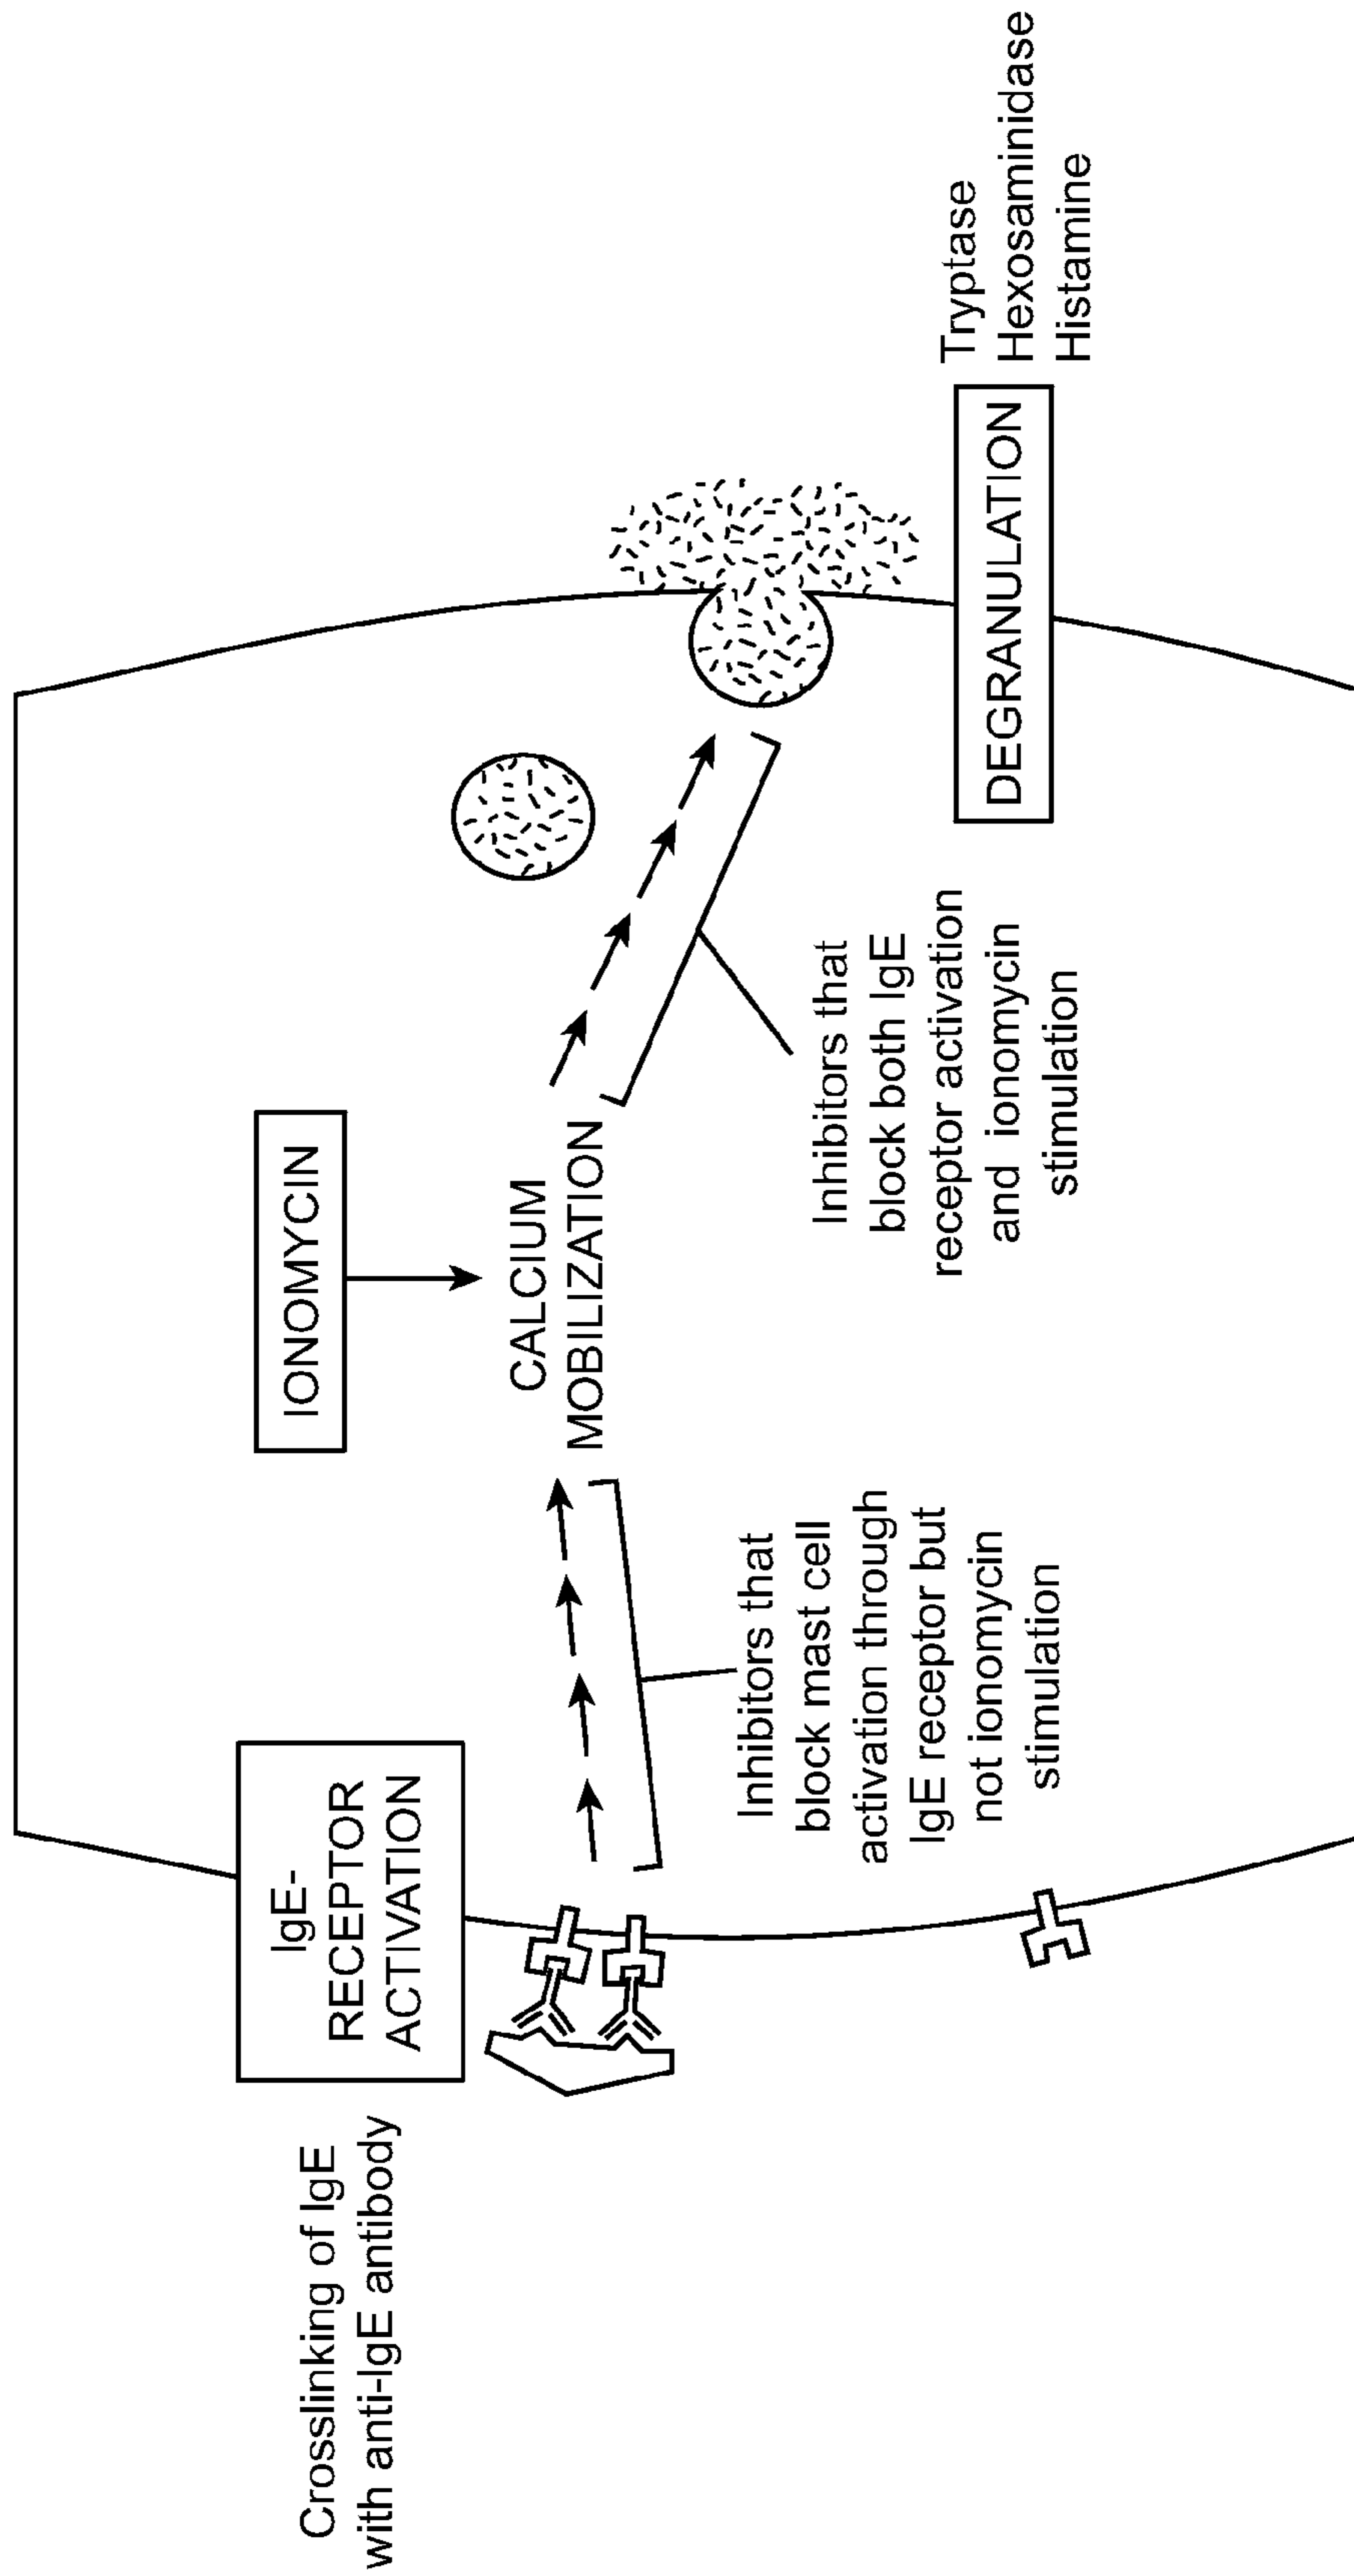 Crosslinking of IgE
with anti-IgE antibody
IgE-
RECEPTOR
ACTIVATION
Inhibitors that
block mast cell
activation through
IgE receptor but
not ionomycin
stimulation
IONOMYCIN
CALCIUM
MOBILIZATION
Inhibitors that
block both IgE
receptor activation
and ionomycin
stimulation
DEGRANULATION
Tryptase
Hexosaminidase
Histamine